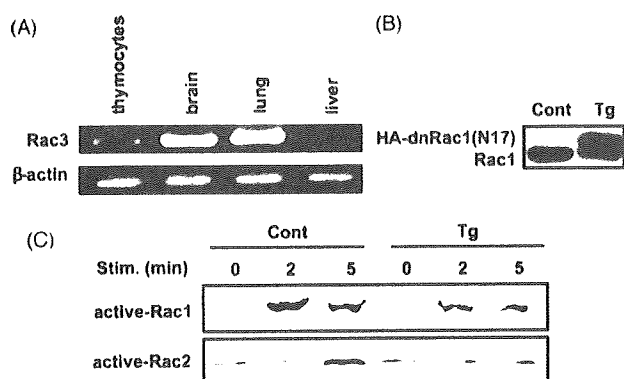 (A)
thymocytes brain lung liver
Rac3
β-actin
(B)
Cont Tg
HA-dnRac1(N17)
Rac1
(C)
Cont Tg
Stim. (min) 0 2 5 0 2 5
active-Rac1
active-Rac2